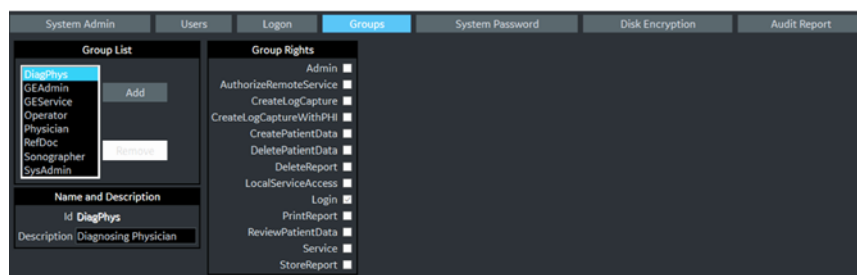 System Admin Users Logon Groups System Password Disk Encryption Audit Report
Group List
DiagPhys
GEAdmin
GEService
Operator
Physician
RefDoc
Sonographer
SysAdmin
Add
Remove
Name and Description
Id DiagPhys
Description Diagnosing Physician
Group Rights
Admin
AuthorizeRemoteService
CreateLogCapture
CreateLogCaptureWithPHI
CreatePatientData
DeletePatientData
DeleteReport
LocalServiceAccess
Login
PrintReport
ReviewPatientData
Service
StoreReport